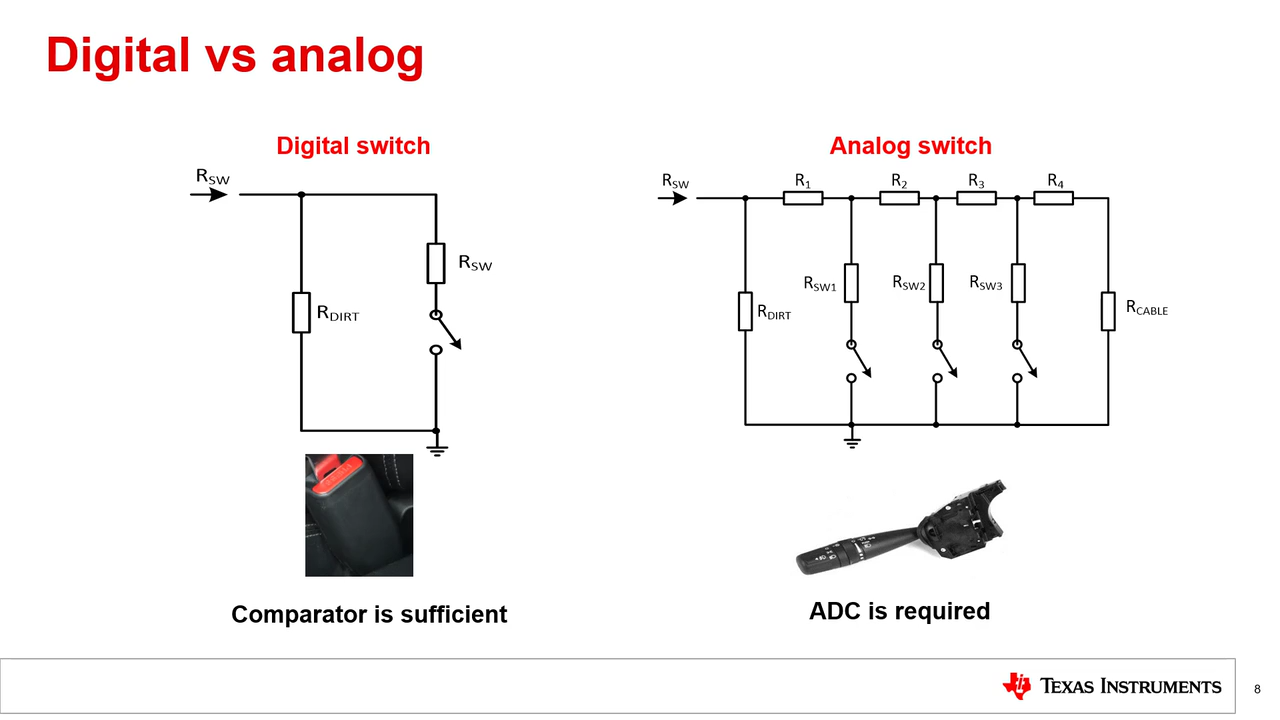 Digital vs analog
Digital switch
RSW
RSW
RDIRT
Comparator is sufficient
Analog switch
RSW
R1
R2
R3
R4
RSW1
RSW2
RSW3
RDIRT
RCABLE
ADC is required
TEXAS INSTRUMENTS
8